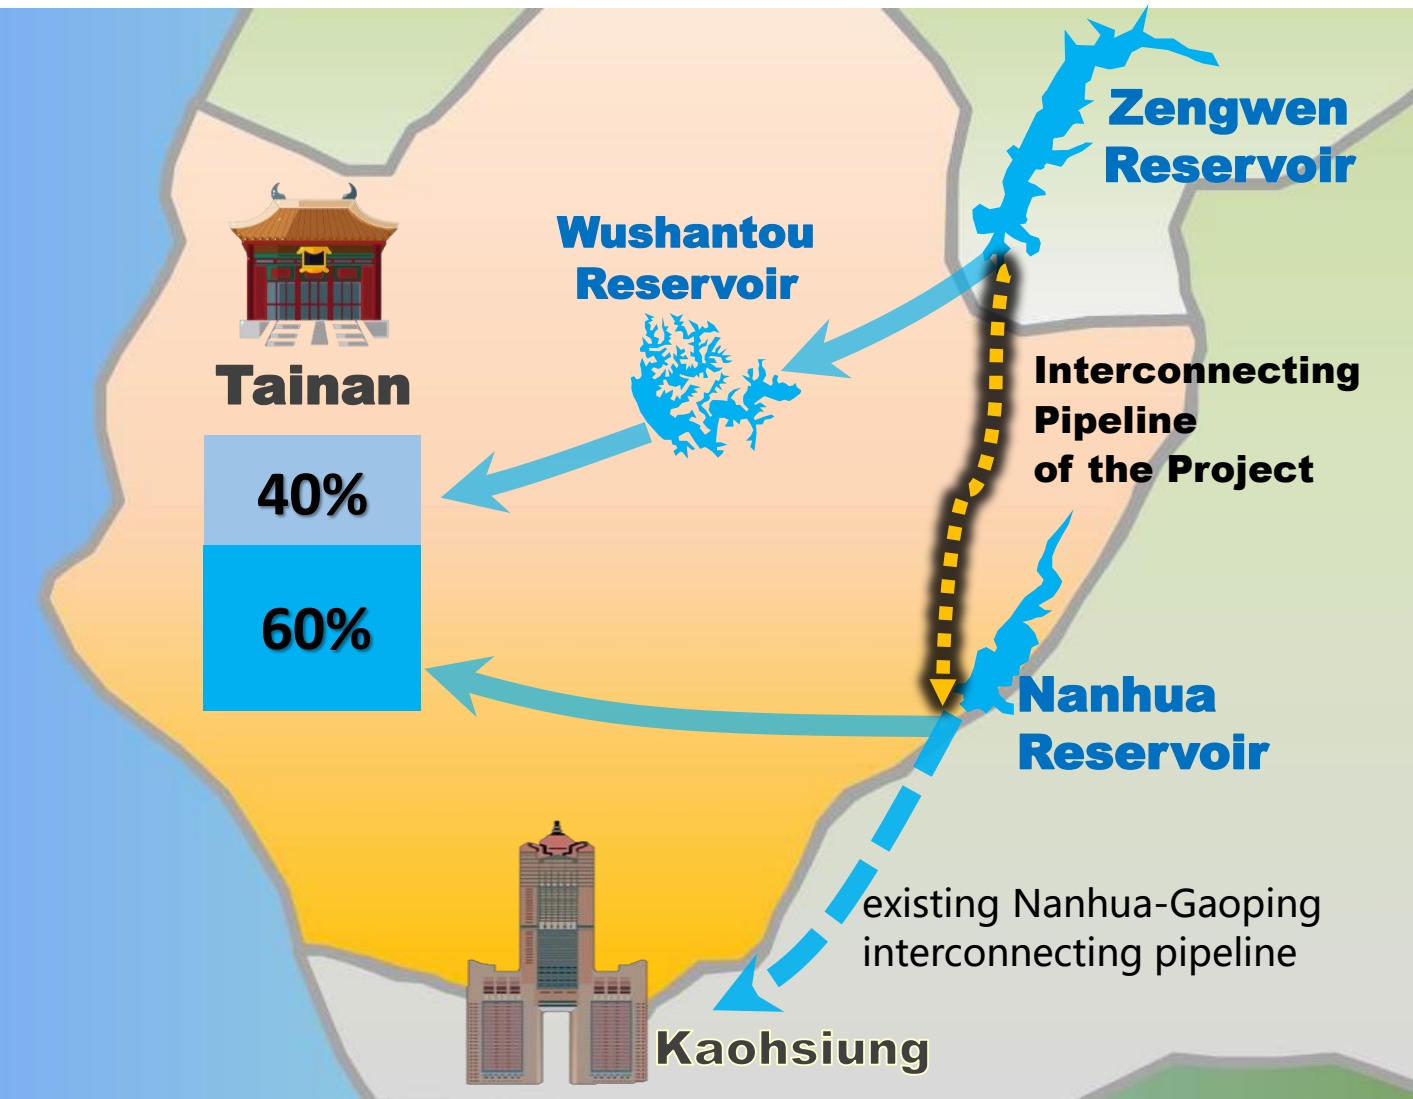 Zengwen
Reservoir
Wushantou
Reservoir
Tainan
Interconnecting
Pipeline
of the Project
40%
60%
Nanhua
Reservoir
existing Nanhua-Gaoping
interconnecting pipeline
Kaohsiung